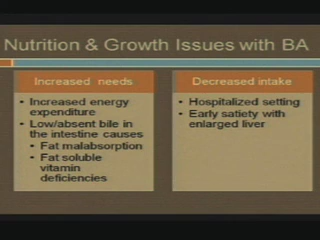 Nutrition & Growth Issues with BA
Increased needs
• Increased energy
expenditure
• Low/absent bile in
the intestine causes
• Fat malabsorption
• Fat soluble
vitamin
deficiencies
Decreased intake
• Hospitalized setting
• Early satiety with
enlarged liver